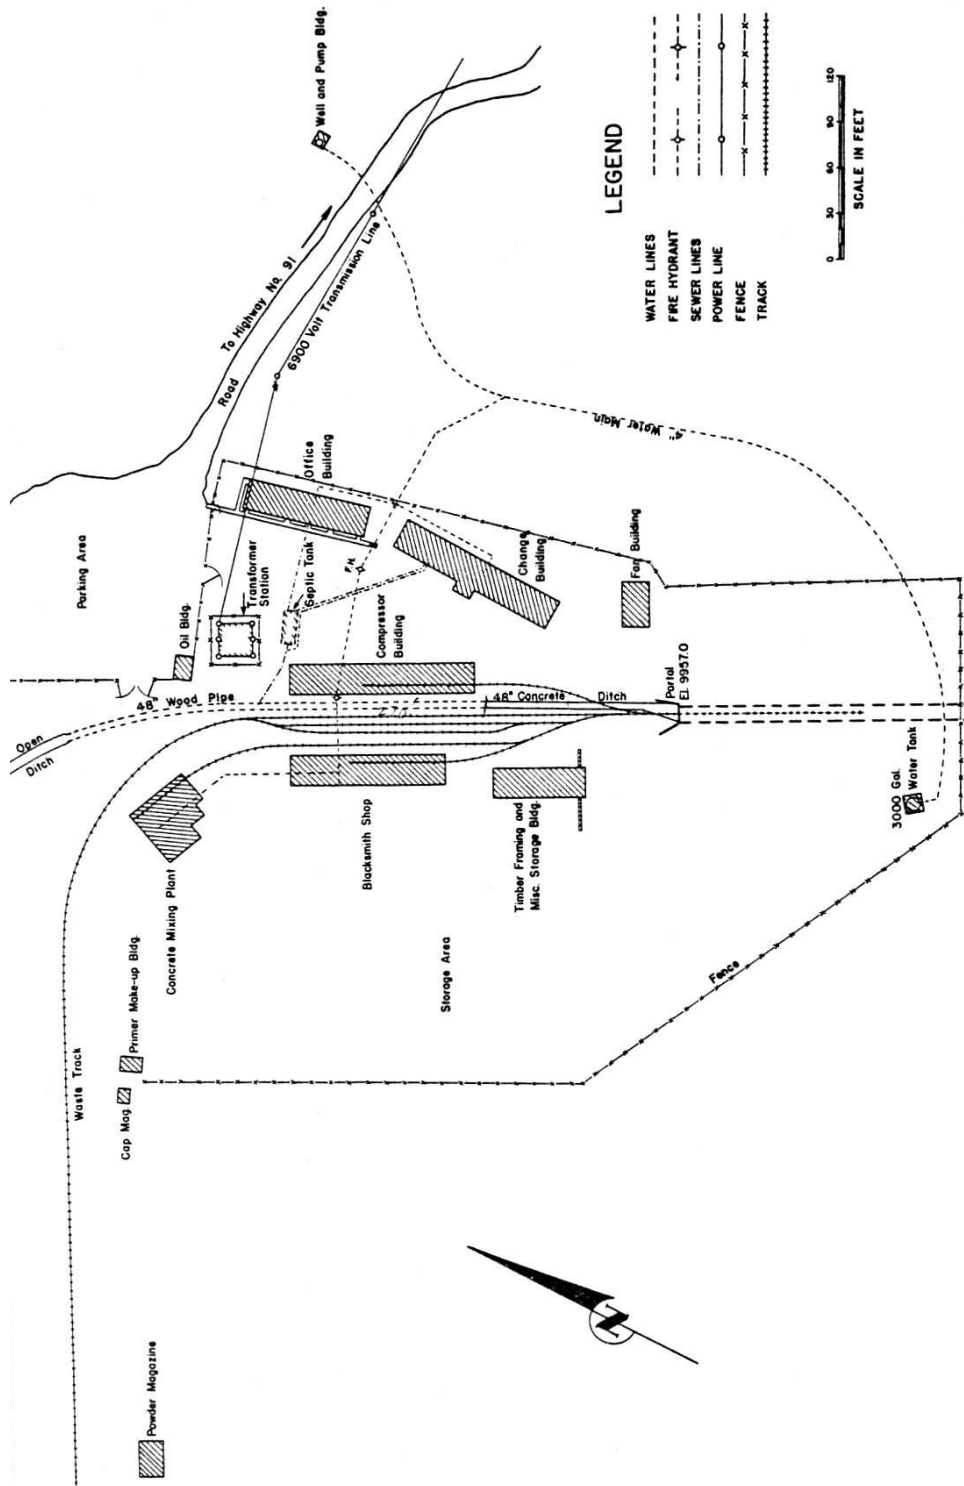 Well and Pump Bldg.
To Highway No. 91
Road
6900 Volt Transmission Line
LEGEND
WATER LINES
FIRE HYDRANT
SEWER LINES
POWER LINE
FENCE
TRACK
0 30 60 90 120
SCALE IN FEET
4" Water Main
Parking Area
Office
Building
Transformer
Station
Septic Tank
F.H.
Change
Building
Fan Building
Oil Bldg.
Compressor
Building
48" Wood Pipe
48" Concrete Ditch
Portal
El. 9957.0
Open
Ditch
Concrete Mixing Plant
Blacksmith Shop
Timber Framing and
Misc. Storage Bldg.
3000 Gal.
Water Tank
Storage Area
Fence
Waste Track
Primer Make-up Bldg.
Cap Mag.
Powder Magazine
N